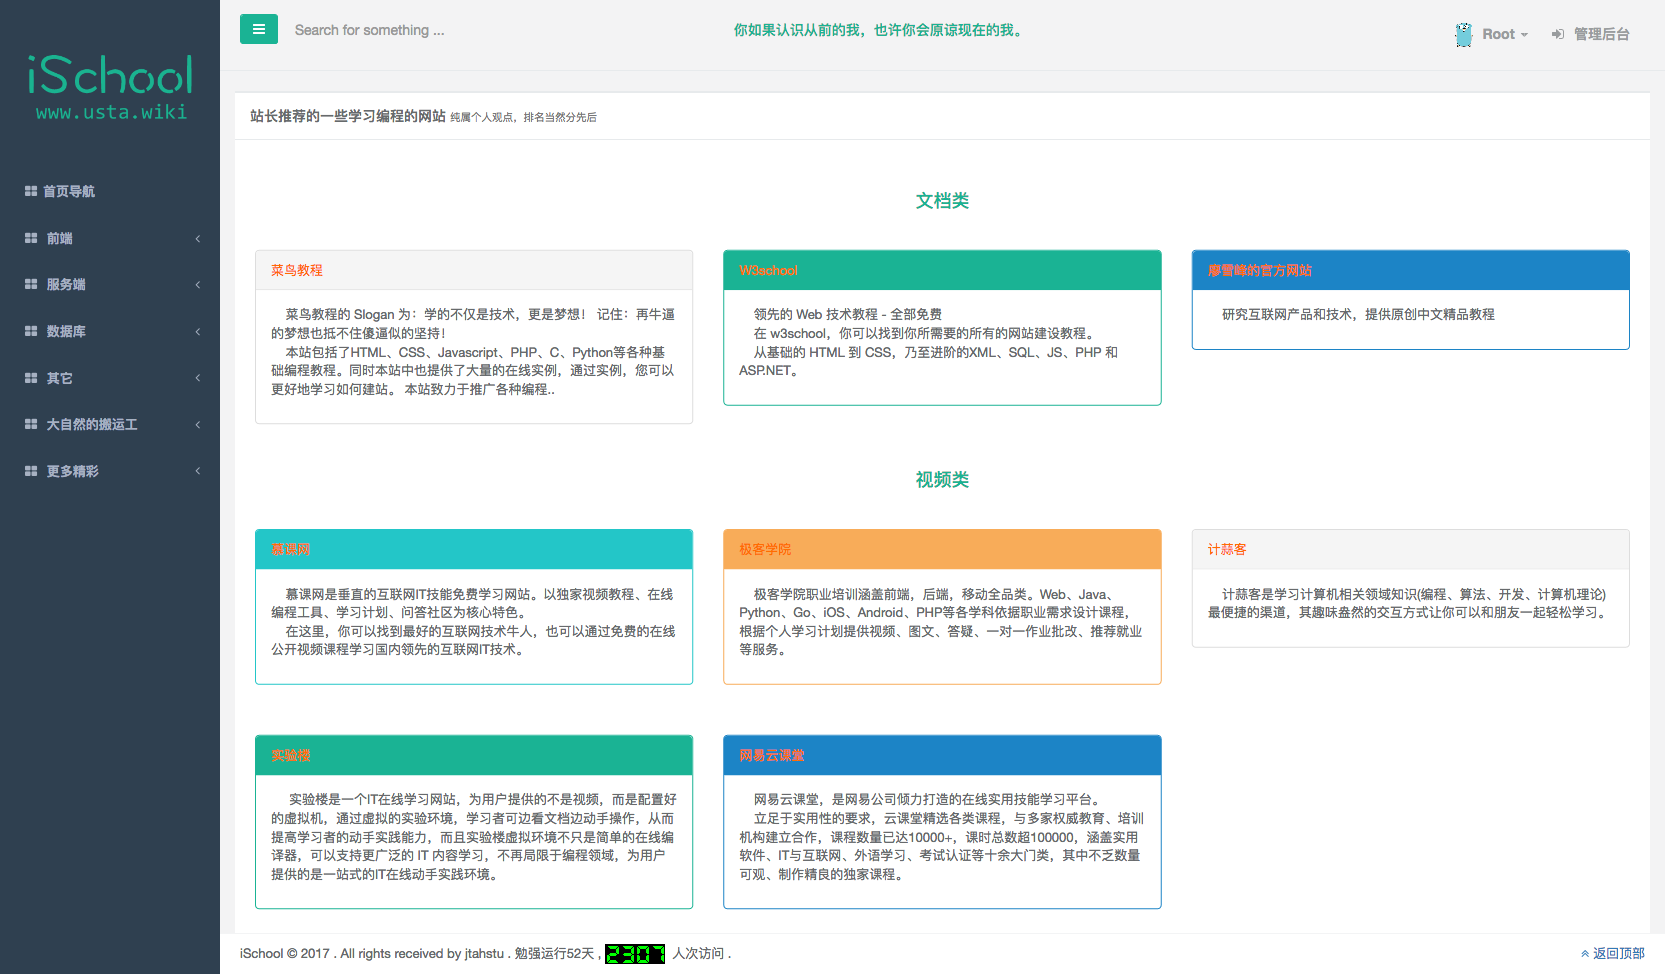 iSchool
www.usta.wiki
首页导航
前端
服务端
数据库
其它
大自然的搬运工
更多精彩
Search for something ...
你如果认识从前的我，也许你会原谅现在的我。
Root
管理后台
站长推荐的一些学习编程的网站 纯属个人观点，排名当然分先后
文档类
菜鸟教程
菜鸟教程的 Slogan 为：学的不仅是技术，更是梦想！ 记住：再牛逼
的梦想也抵不住傻逼似的坚持！
本站包括了HTML、CSS、Javascript、PHP、C、Python等各种基
础编程教程。同时本站中也提供了大量的在线实例，通过实例，您可以
更好地学习如何建站。 本站致力于推广各种编程..
W3school
领先的 Web 技术教程 - 全部免费
在 w3school，你可以找到你所需要的所有的网站建设教程。
从基础的 HTML 到 CSS，乃至进阶的XML、SQL、JS、PHP 和
ASP.NET。
廖雪峰的官方网站
研究互联网产品和技术，提供原创中文精品教程
视频类
慕课网
慕课网是垂直的互联网IT技能免费学习网站。以独家视频教程、在线
编程工具、学习计划、问答社区为核心特色。
在这里，你可以找到最好的互联网技术牛人，也可以通过免费的在线
公开视频课程学习国内领先的互联网IT技术。
极客学院
极客学院职业培训涵盖前端，后端，移动全品类。Web、Java、
Python、Go、iOS、Android、PHP等各学科依据职业需求设计课程，
根据个人学习计划提供视频、图文、答疑、一对一作业批改、推荐就业
等服务。
计蒜客
计蒜客是学习计算机相关领域知识(编程、算法、开发、计算机理论)
最便捷的渠道，其趣味盎然的交互方式让你可以和朋友一起轻松学习。
实验楼
实验楼是一个IT在线学习网站，为用户提供的不是视频，而是配置好
的虚拟机，通过虚拟的实验环境，学习者可边看文档边动手操作，从而
提高学习者的动手实践能力，而且实验楼虚拟环境不只是简单的在线编
译器，可以支持更广泛的 IT 内容学习，不再局限于编程领域，为用户
提供的是一站式的IT在线动手实践环境。
网易云课堂
网易云课堂，是网易公司倾力打造的在线实用技能学习平台。
立足于实用性的要求，云课堂精选各类课程，与多家权威教育、培训
机构建立合作，课程数量已达10000+，课时总数超100000，涵盖实用
软件、IT与互联网、外语学习、考试认证等十余大门类，其中不乏数量
可观、制作精良的独家课程。
iSchool © 2017 . All rights received by jtahstu . 勉强运行52天 , 2307 人次访问 .
返回顶部